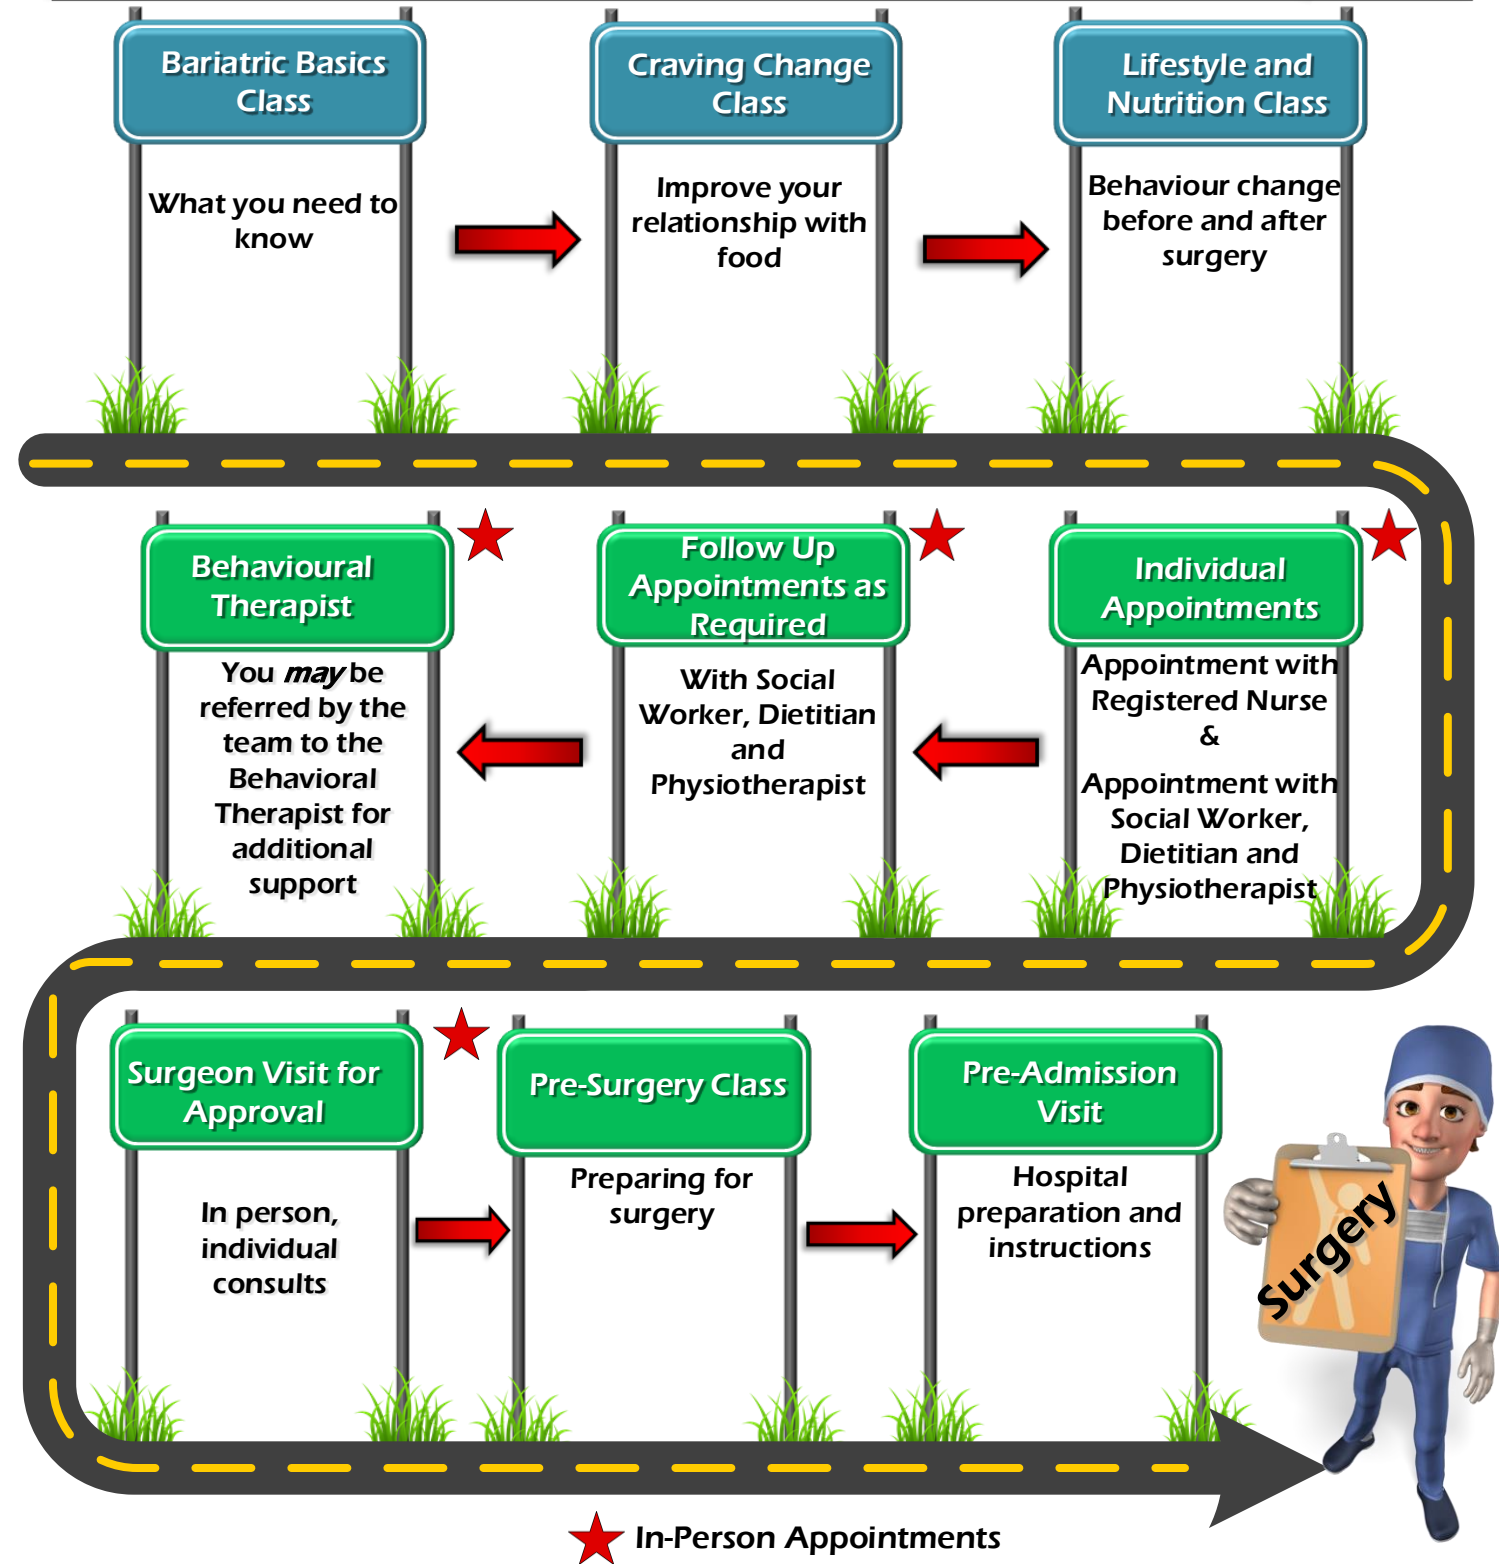 Bariatric Basics
Class
What you need to
know
Craving Change
Class
Improve your
relationship with
food
Lifestyle and
Nutrition Class
Behaviour change
before and after
surgery
Individual
Appointments
Appointment with
Registered Nurse
&
Appointment with
Social Worker,
Dietitian and
Physiotherapist
Follow Up
Appointments as
Required
With Social
Worker, Dietitian
and
Physiotherapist
Behavioural
Therapist
You may be
referred by the
team to the
Behavioral
Therapist for
additional
support
Surgeon Visit for
Approval
In person,
individual
consults
Pre-Surgery Class
Preparing for
surgery
Pre-Admission
Visit
Hospital
preparation and
instructions
Surgery
In-Person Appointments